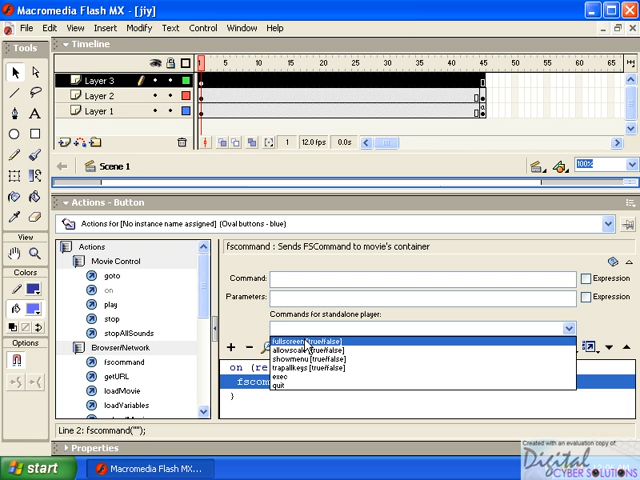 Macromedia Flash MX - [jiy]
File Edit View Insert Modify Text Control Window Help
Tools
Timeline
1 5 10 15 20 25 30 35 40 45 50 55 60 65
Layer 3
Layer 2
Layer 1
1 12.0 fps 0.0s
Scene 1
100%
Actions - Button
Actions for [No instance name assigned] (Oval buttons - blue)
View
Colors
Options
Actions
Movie Control
goto
on
play
stop
stopAllSounds
Browser/Network
fscommand
getURL
loadMovie
loadVariables
fscommand : Sends FSCommand to movie's container
Command:
Expression
Parameters:
Expression
Commands for standalone player:
fullscreen [true/false]
allowscale [true/false]
showmenu [true/false]
trapallkeys [true/false]
exec
quit
on (re
fscom
}
Line 2: fscommand("");
Properties
start
Macromedia Flash MX...
Created with an evaluation copy of
Digital
CYBER SOLUTIONS